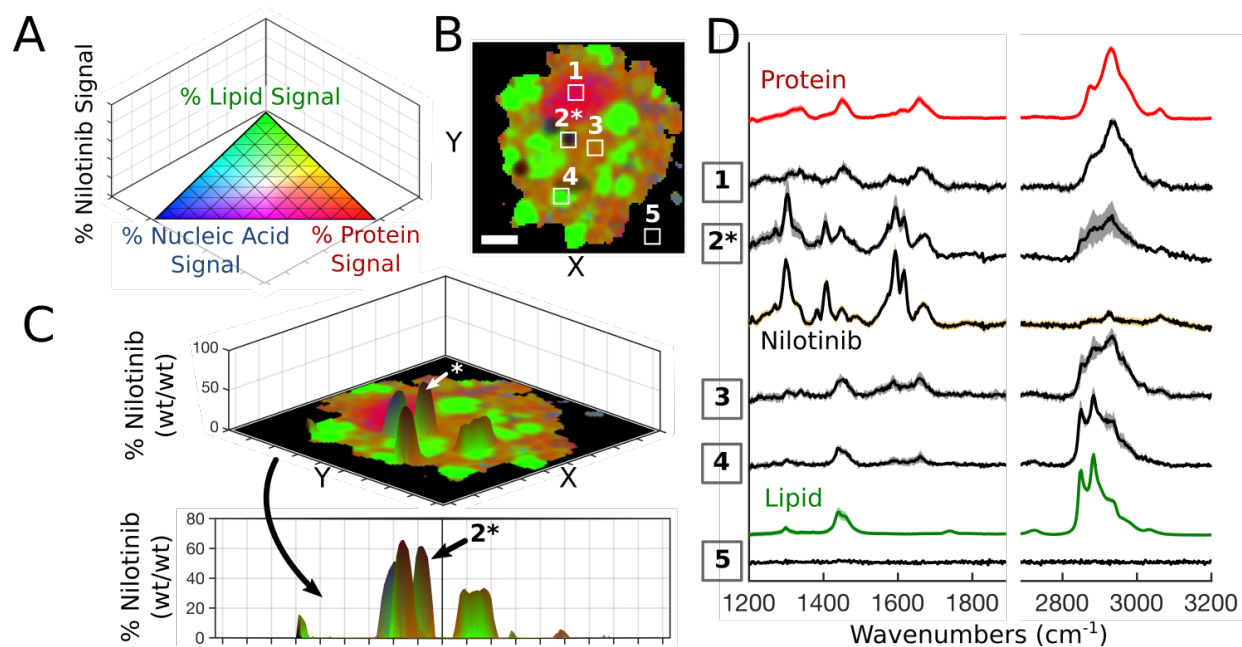 A
% Nilotinib Signal
% Lipid Signal
% Nucleic Acid
Signal
% Protein
Signal
B
Y
X
1
2*
3
4
5
C
% Nilotinib
(wt/wt)
100
50
0
*
Y
X
% Nilotinib
(wt/wt)
80
60
40
20
0
2*
D
Protein
1
2*
Nilotinib
3
4
Lipid
5
1200 1400 1600 1800 2800 3000 3200
Wavenumbers (cm⁻¹)